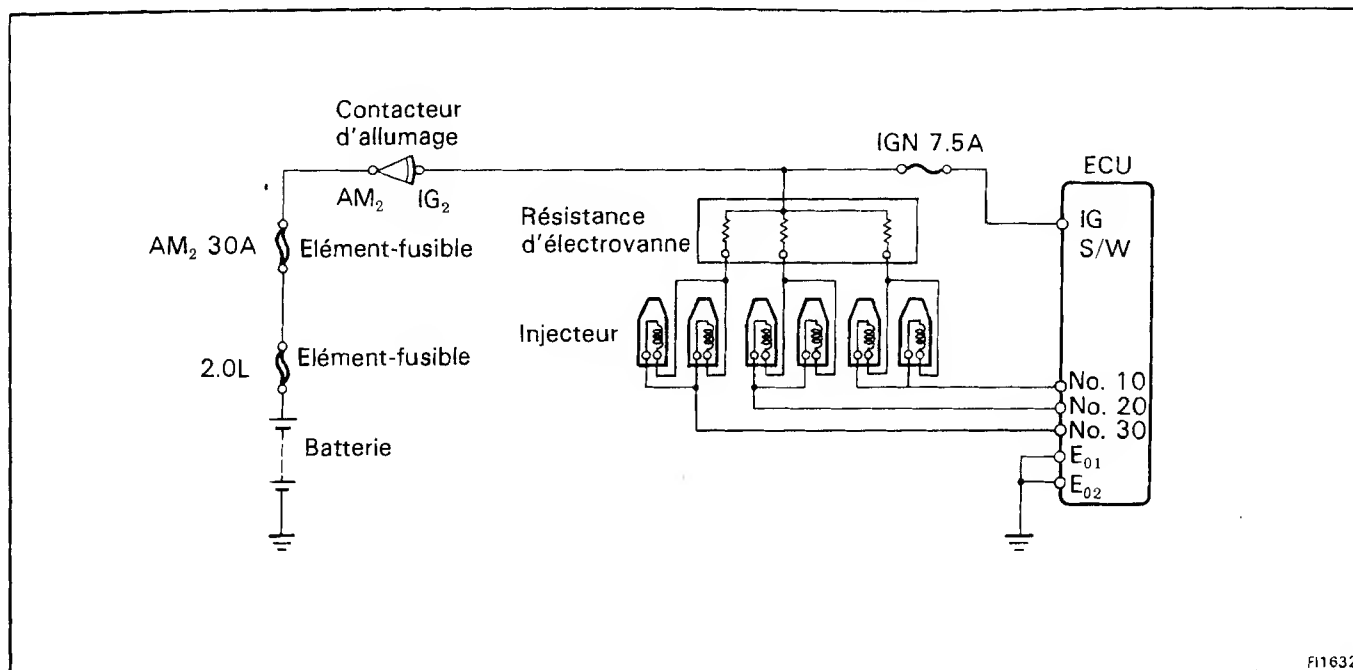 Contacteur
d'allumage
AM₂ IG₂
IGN 7.5A
ECU
IG
S/W
Résistance
d'électrovanne
AM₂ 30A Elément-fusible
Injecteur
2.0L Elément-fusible
Batterie
No. 10
No. 20
No. 30
E₀₁
E₀₂
FI1632